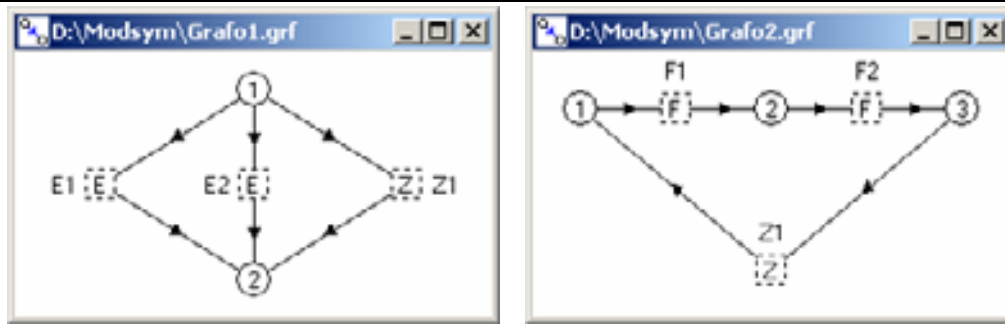 D:\Modsym\Grafo1.grf
1
E1 E E2 E Z Z1
2
D:\Modsym\Grafo2.grf
F1 F2
1 F 2 F 3
Z1
Z